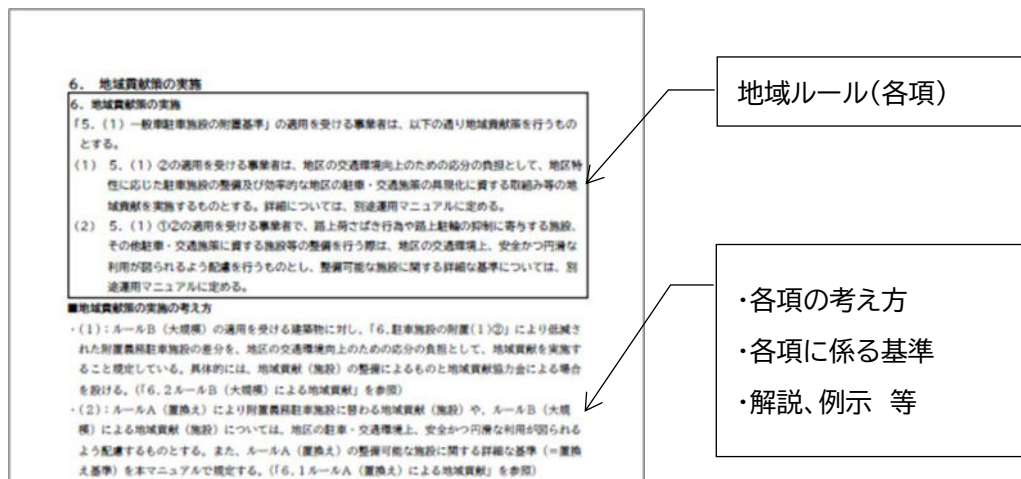 6. 地域貢献策の実施
6. 地域貢献策の実施
「5.(1)一般車駐車施設の附置基準」の適用を受ける事業者は、以下の通り地域貢献策を行うもの
とする。
(1) 5.(1)②の適用を受ける事業者は、地区の交通環境向上のための応分の負担として、地区特
性に応じた駐車施設の整備及び効率的な地区の駐車・交通施策の具現化に資する取組み等の地
域貢献を実施するものとする。詳細については、別途運用マニュアルに定める。
(2) 5.(1)①②の適用を受ける事業者で、路上荷さばき行為や路上駐輪の抑制に寄与する施設、
その他駐車・交通施策に資する施設等の整備を行う際は、地区の交通環境上、安全かつ円滑な
利用が図られるよう配慮を行うものとし、整備可能な施設に関する詳細な基準については、別
途運用マニュアルに定める。
■地域貢献策の実施の考え方
・(1):ルールB(大規模)の適用を受ける建築物に対し、「6.駐車施設の附置(1)②」により低減さ
れた附置義務駐車施設の差分を、地区の交通環境向上のための応分の負担として、地域貢献を実施す
ること規定している。具体的には、地域貢献(施設)の整備によるものと地域貢献協力金による場合
を設ける。(「6.2ルールB(大規模)による地域貢献」を参照)
・(2):ルールA(置換え)により附置義務駐車施設に替わる地域貢献(施設)や、ルールB(大規
模)による地域貢献(施設)については、地区の駐車・交通環境上、安全かつ円滑な利用が図られる
よう配慮するものとする。また、ルールA(置換え)の整備可能な施設に関する詳細な基準(=置換
え基準)を本マニュアルで規定する。(「6.1ルールA(置換え)による地域貢献」を参照)
地域ルール(各項)
・各項の考え方
・各項に係る基準
・解説、例示 等